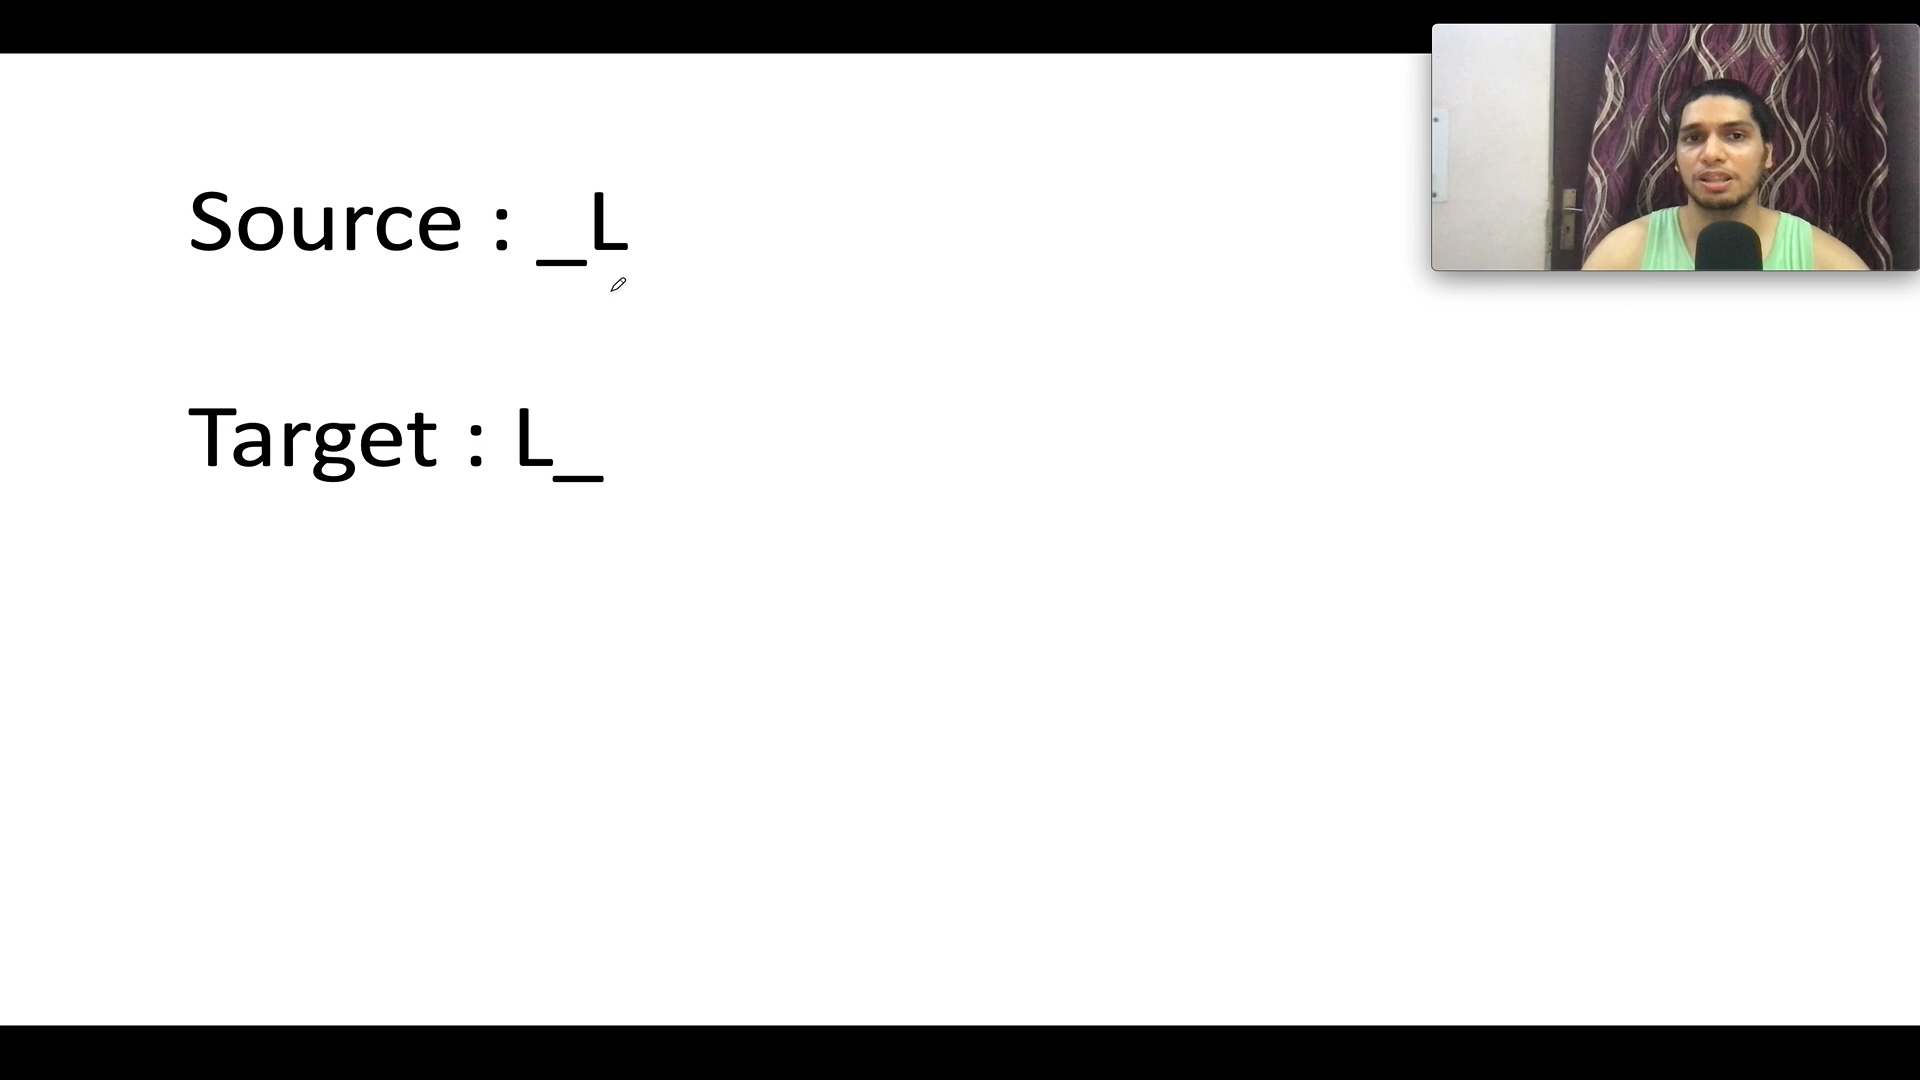 Source : _L
Target : L_